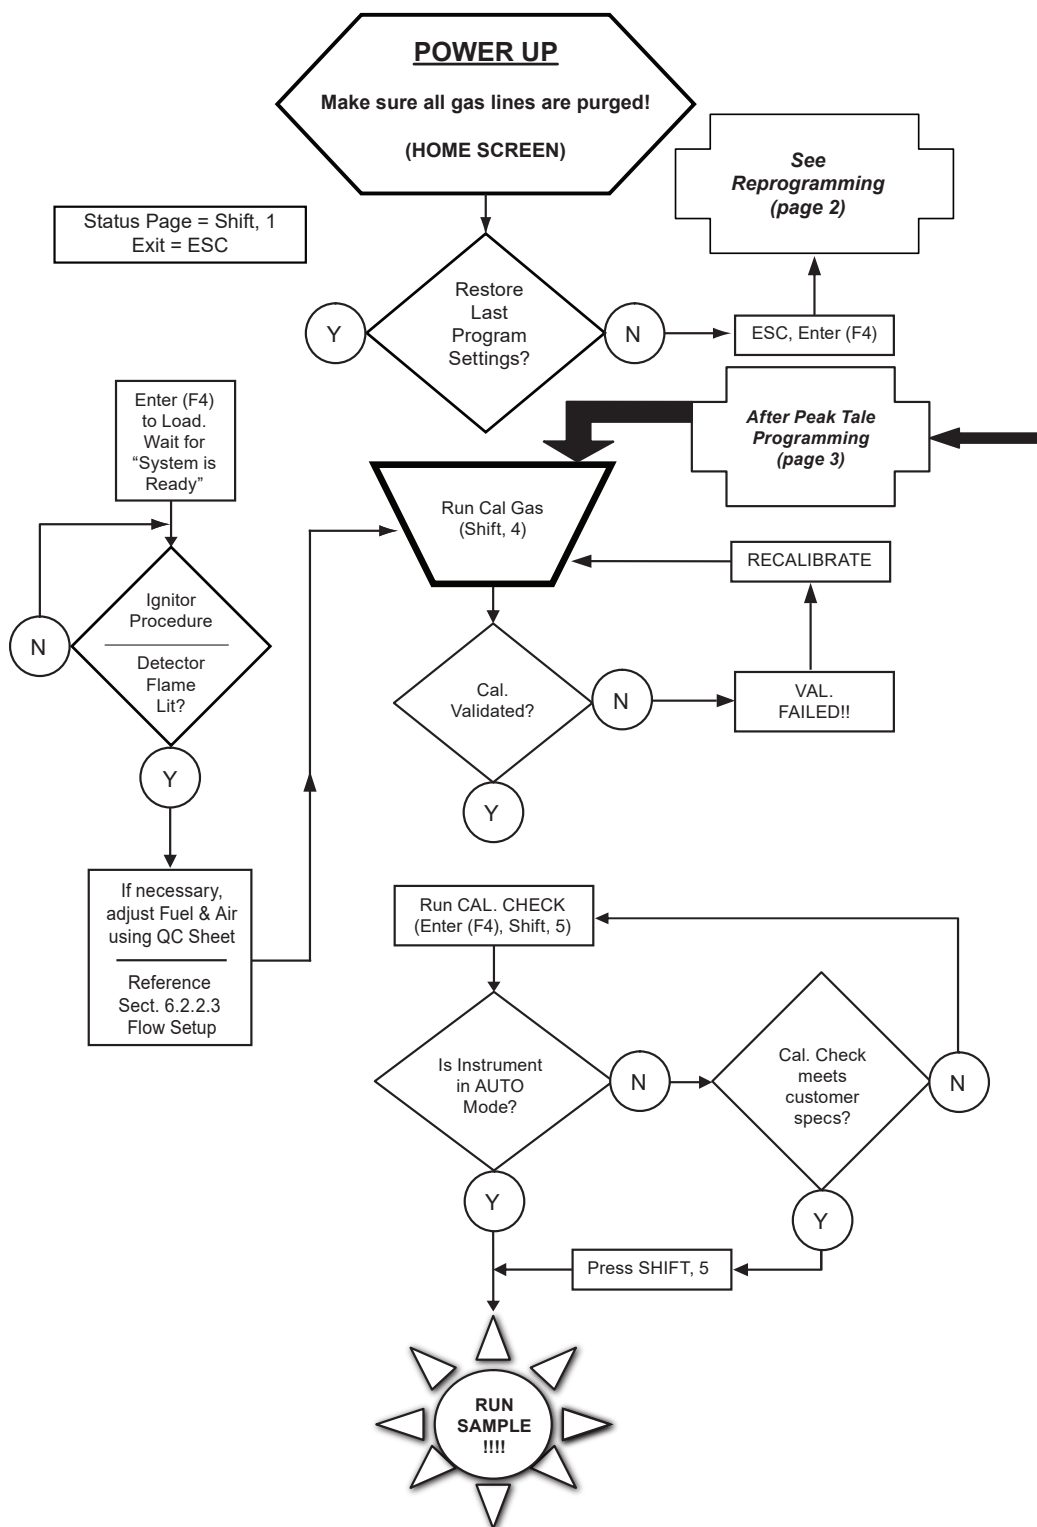 POWER UP
Make sure all gas lines are purged!
(HOME SCREEN)
See
Reprogramming
(page 2)
Status Page = Shift, 1
Exit = ESC
Restore
Last
Program
Settings?
Y
N
ESC, Enter (F4)
Enter (F4)
to Load.
Wait for
“System is
Ready”
After Peak Tale
Programming
(page 3)
Run Cal Gas
(Shift, 4)
RECALIBRATE
Ignitor
Procedure
Detector
Flame
Lit?
N
Y
Cal.
Validated?
N
VAL.
FAILED!!
Y
If necessary,
adjust Fuel & Air
using QC Sheet
Reference
Sect. 6.2.2.3
Flow Setup
Run CAL. CHECK
(Enter (F4), Shift, 5)
Is Instrument
in AUTO
Mode?
N
Cal. Check
meets
customer
specs?
N
Y
Y
Press SHIFT, 5
RUN
SAMPLE
!!!!